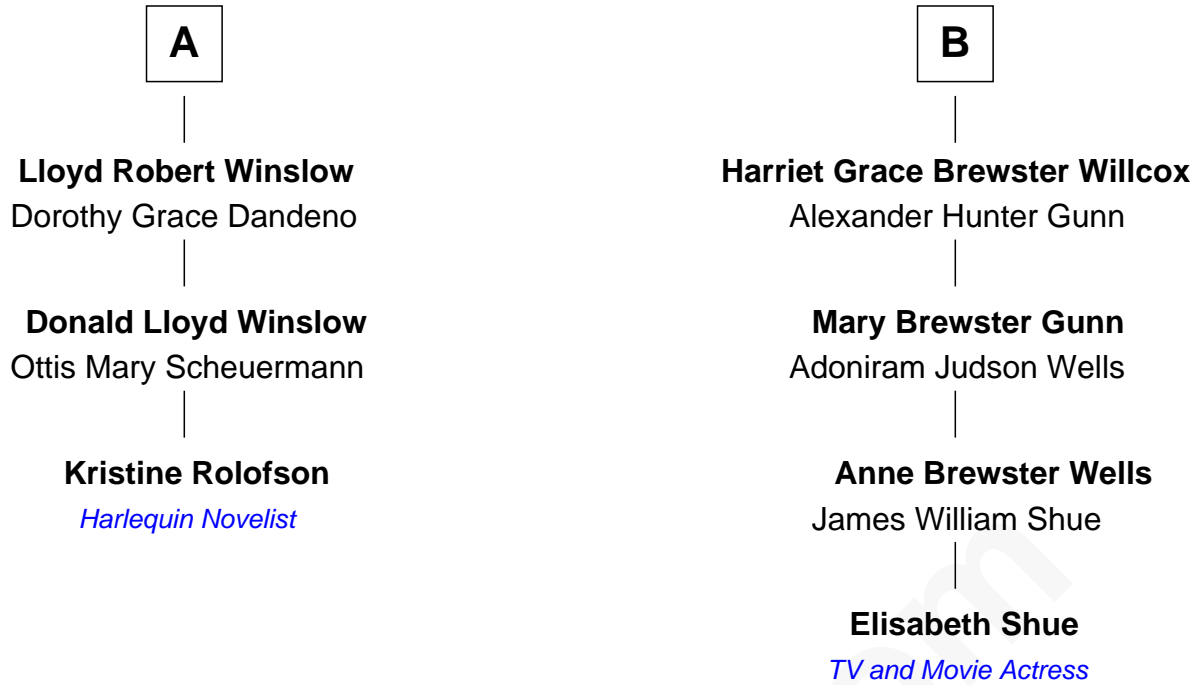 A
Lloyd Robert Winslow
Dorothy Grace Dandeno
Donald Lloyd Winslow
Ottis Mary Scheuermann
Kristine Rolofson
Harlequin Novelist
B
Harriet Grace Brewster Willcox
Alexander Hunter Gunn
Mary Brewster Gunn
Adoniram Judson Wells
Anne Brewster Wells
James William Shue
Elisabeth Shue
TV and Movie Actress